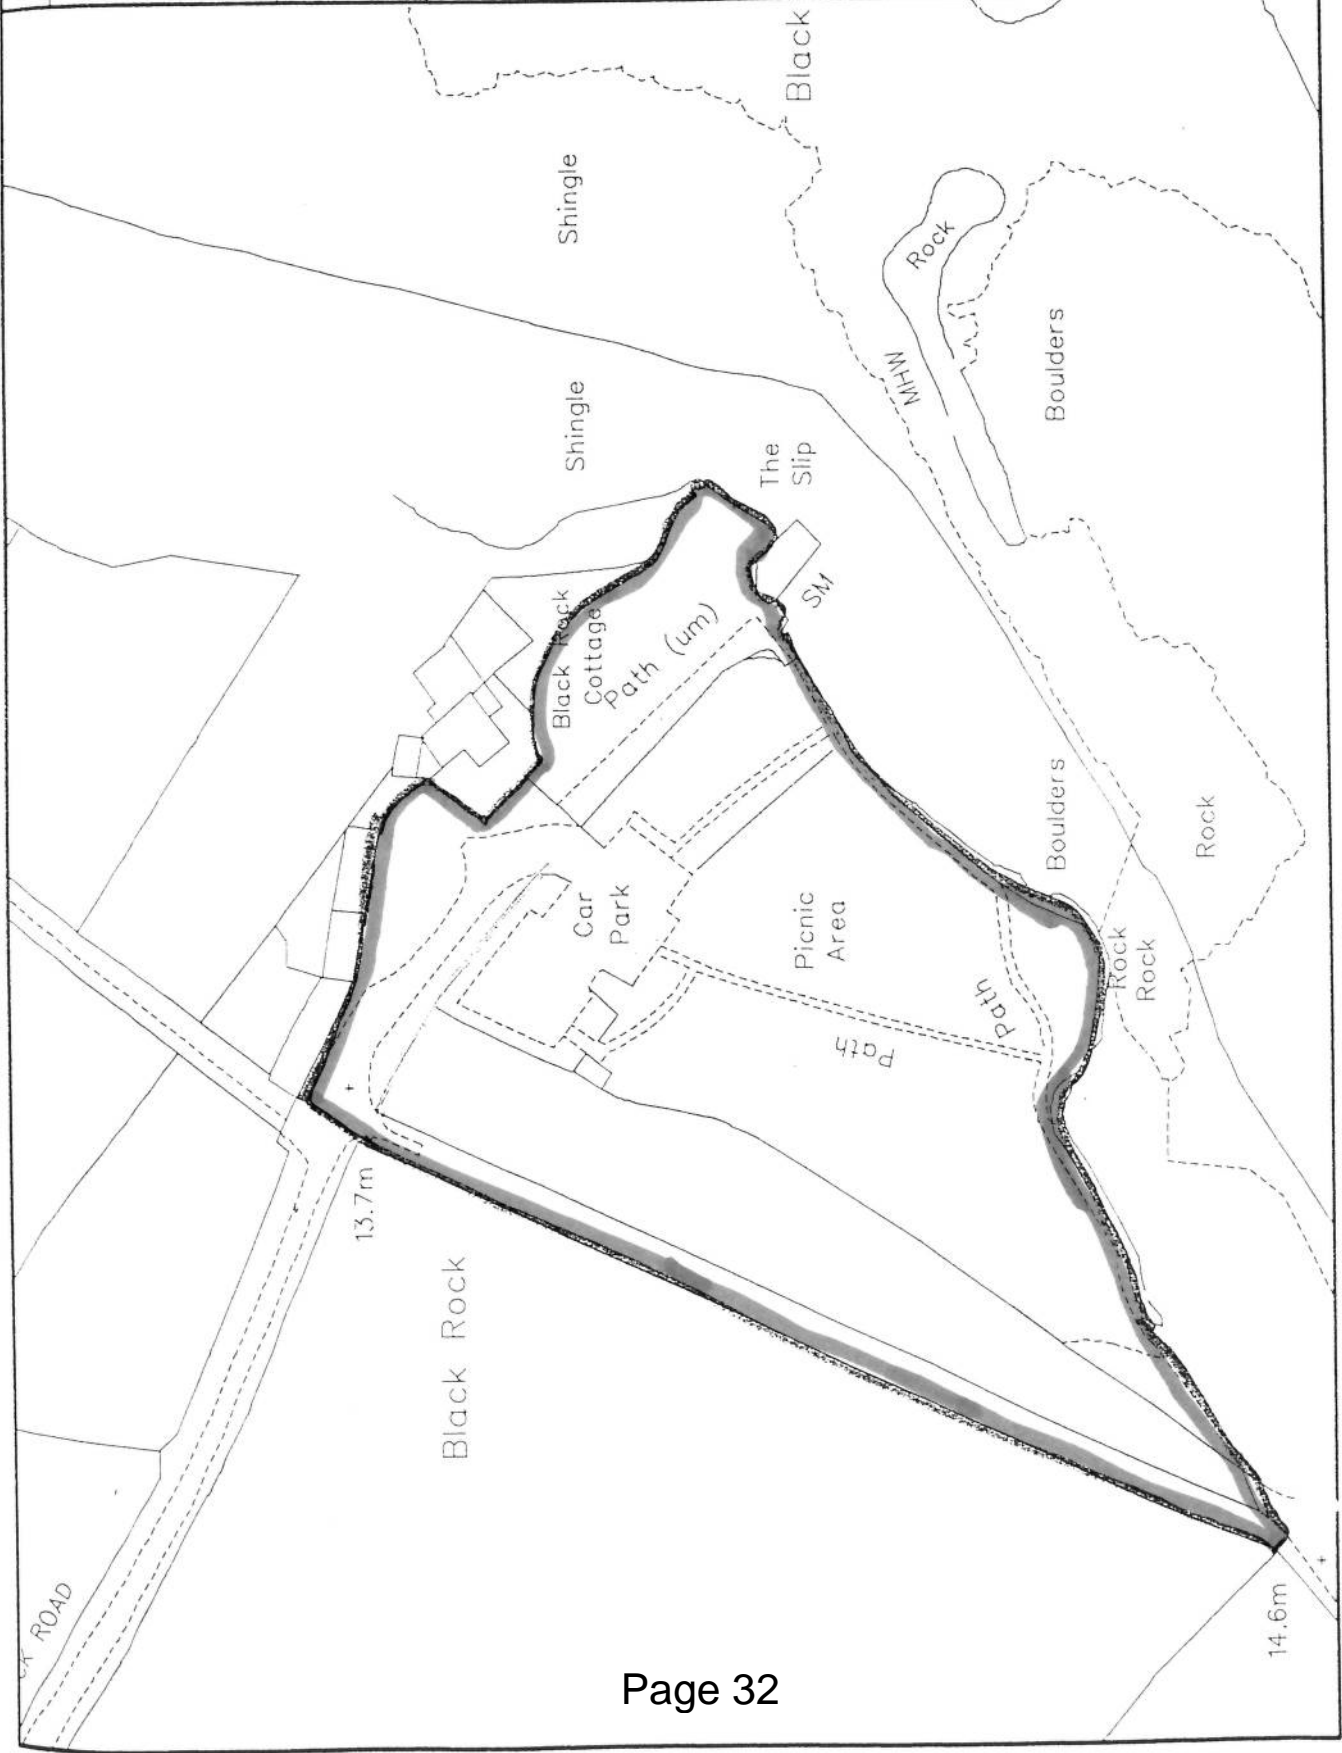 Black
Shingle
Rock
Shingle
MHW
Boulders
The
Slip
SM
Black Rock
Cottage
Path (um)
Boulders
Rock
Car
Park
Picnic
Area
Rock
Rock
Path
Path
13.7m
Black Rock
ROAD
14.6m
Page 32